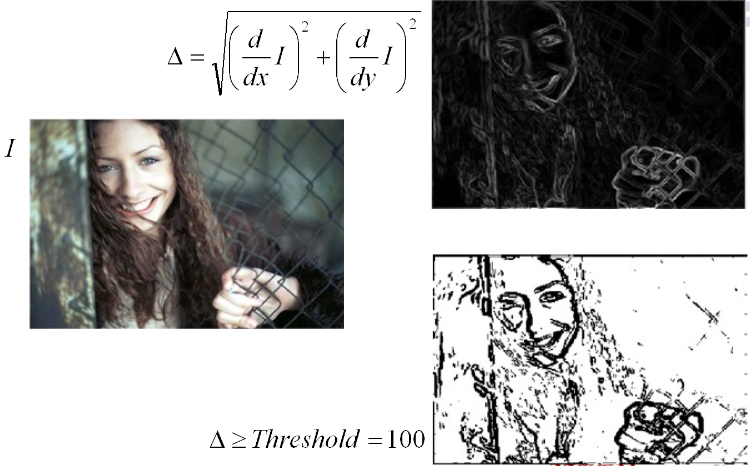 Δ = √((d/dx I)² + (d/dy I)²)
I
Δ ≥ Threshold = 100